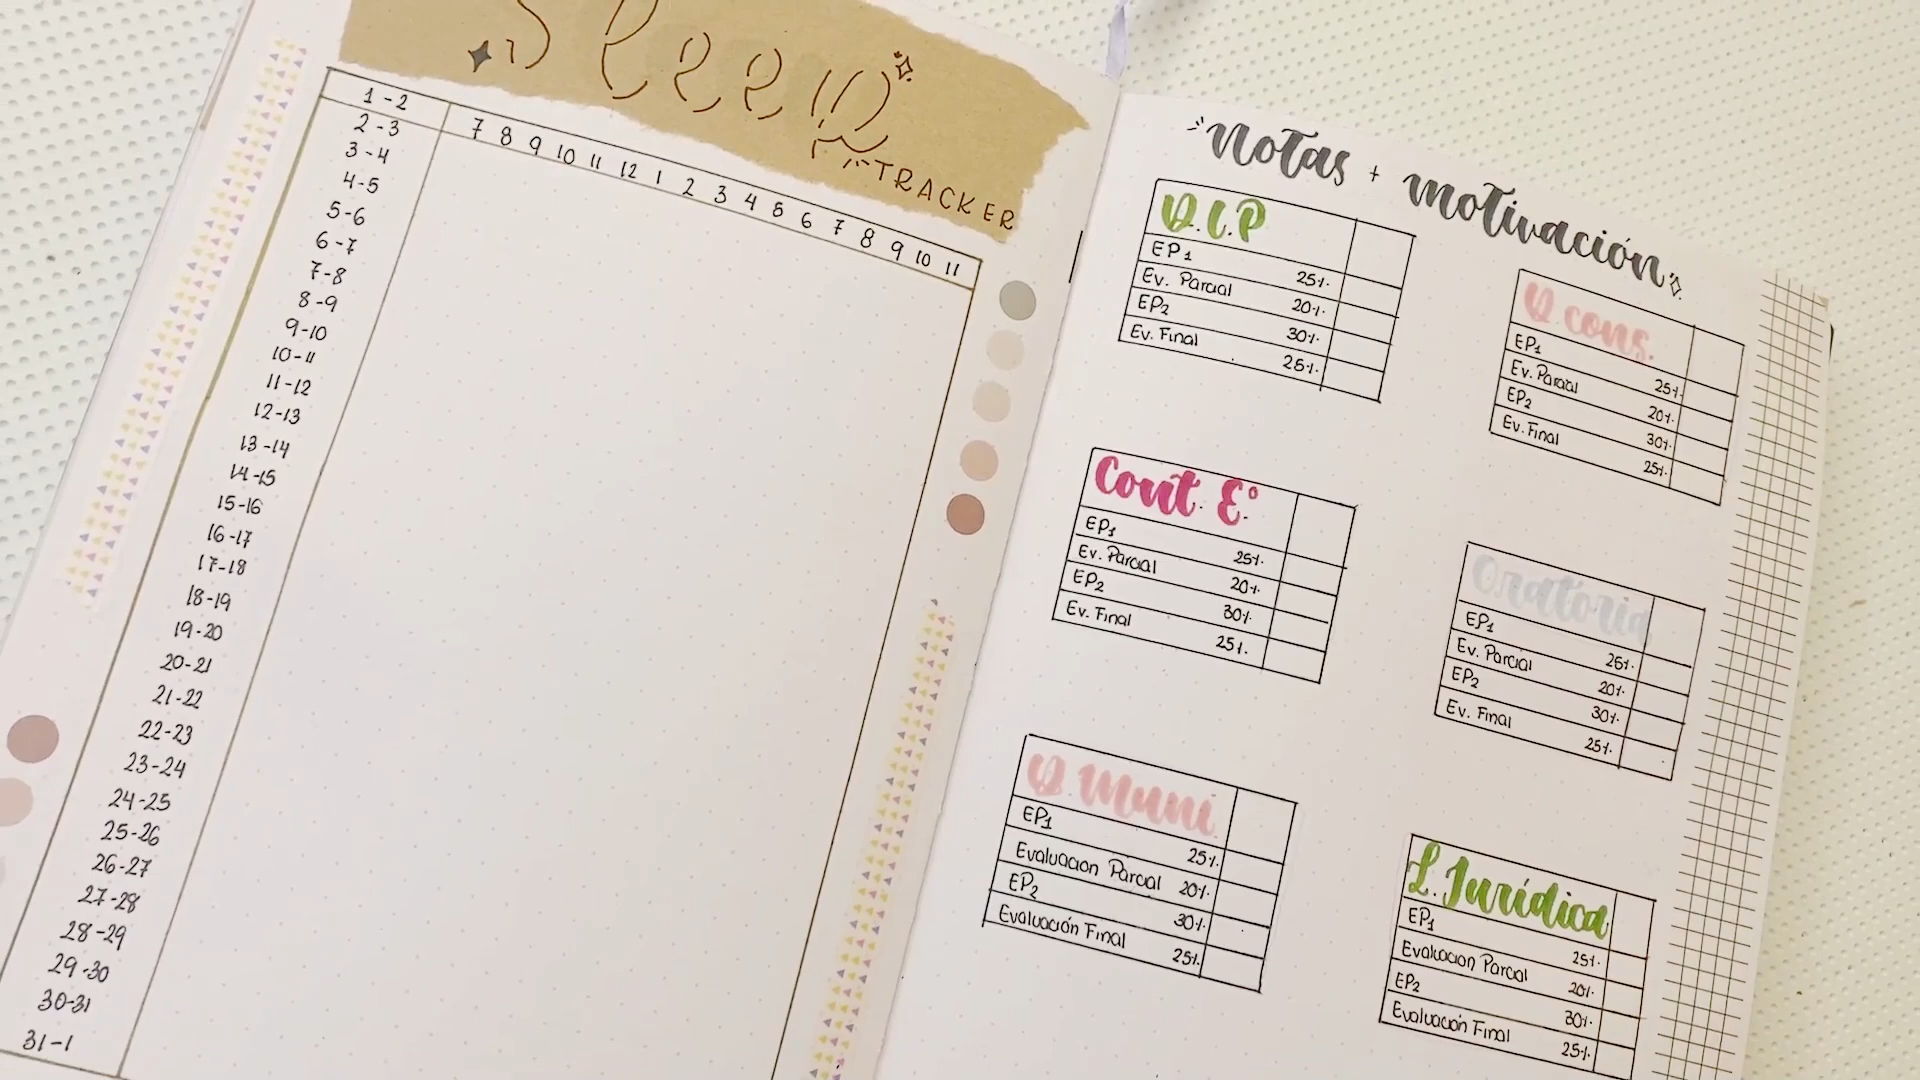 Sleep
TRACKER
7 8 9 10 11 12 1 2 3 4 5 6 7 8 9 10 11
1-2
2-3
3-4
4-5
5-6
6-7
7-8
8-9
9-10
10-11
11-12
12-13
13-14
14-15
15-16
16-17
17-18
18-19
19-20
20-21
21-22
22-23
23-24
24-25
25-26
26-27
27-28
28-29
29-30
30-31
31-1
Notas + Motivación
D.I.P
EP1 25%
Ev. Parcial 20%
EP2 30%
Ev. Final 25%
D cons.
EP1 25%
Ev. Parcial 20%
EP2 30%
Ev. Final 25%
Cont. E°
EP1 25%
Ev. Parcial 20%
EP2 30%
Ev. Final 25%
Oratoria
EP1 25%
Ev. Parcial 20%
EP2 30%
Ev. Final 25%
D Muni
EP1 25%
Evaluacion Parcial 20%
EP2 30%
Evaluación Final 25%
L. Jurídica
EP1 25%
Evaluacion Parcial 20%
EP2 30%
Evaluación Final 25%